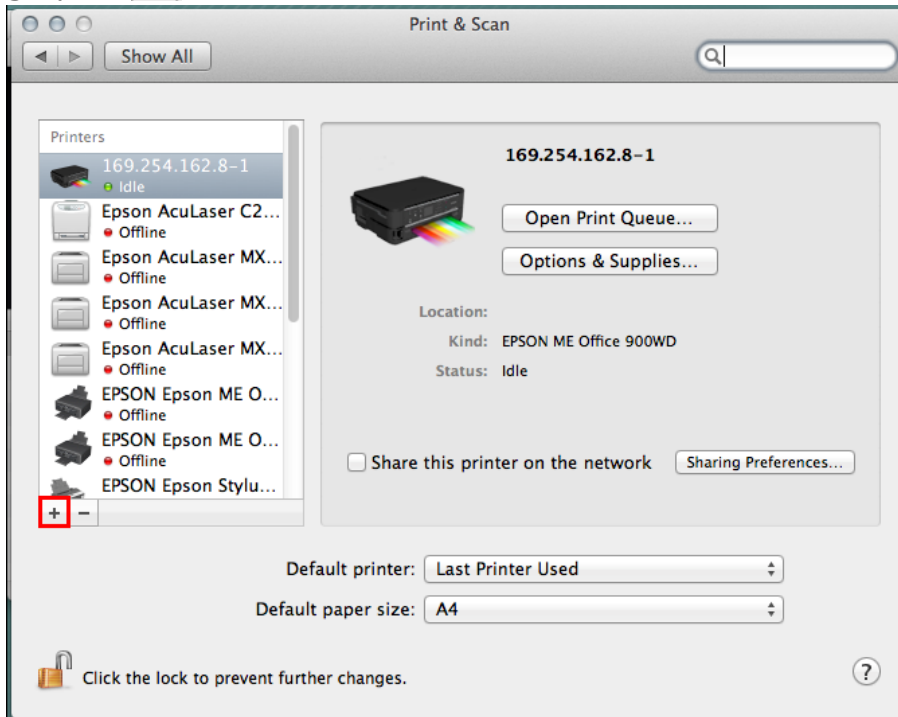 Print & Scan
Show All
Printers
169.254.162.8-1
Idle
Epson AcuLaser C2...
Offline
Epson AcuLaser MX...
Offline
Epson AcuLaser MX...
Offline
Epson AcuLaser MX...
Offline
EPSON Epson ME O...
Offline
EPSON Epson ME O...
Offline
EPSON Epson Stylu...
+ −
169.254.162.8-1
Open Print Queue...
Options & Supplies...
Location:
Kind: EPSON ME Office 900WD
Status: Idle
Share this printer on the network Sharing Preferences...
Default printer: Last Printer Used
Default paper size: A4
Click the lock to prevent further changes.
?